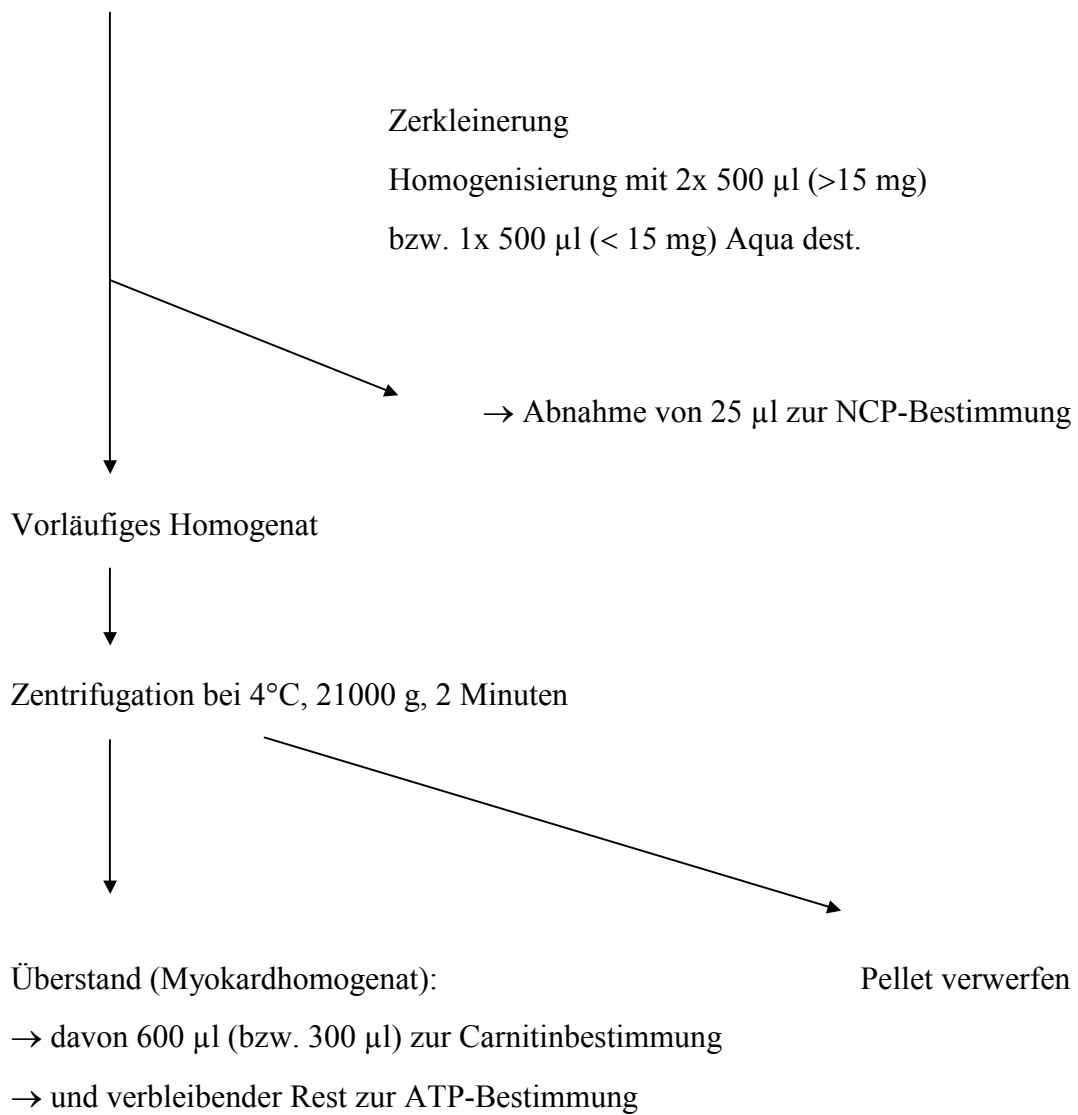 Zerkleinerung
Homogenisierung mit 2x 500 µl (>15 mg)
bzw. 1x 500 µl (< 15 mg) Aqua dest.
→ Abnahme von 25 µl zur NCP-Bestimmung
Vorläufiges Homogenat
Zentrifugation bei 4°C, 21000 g, 2 Minuten
Überstand (Myokardhomogenat): Pellet verwerfen
→ davon 600 µl (bzw. 300 µl) zur Carnitinbestimmung
→ und verbleibender Rest zur ATP-Bestimmung